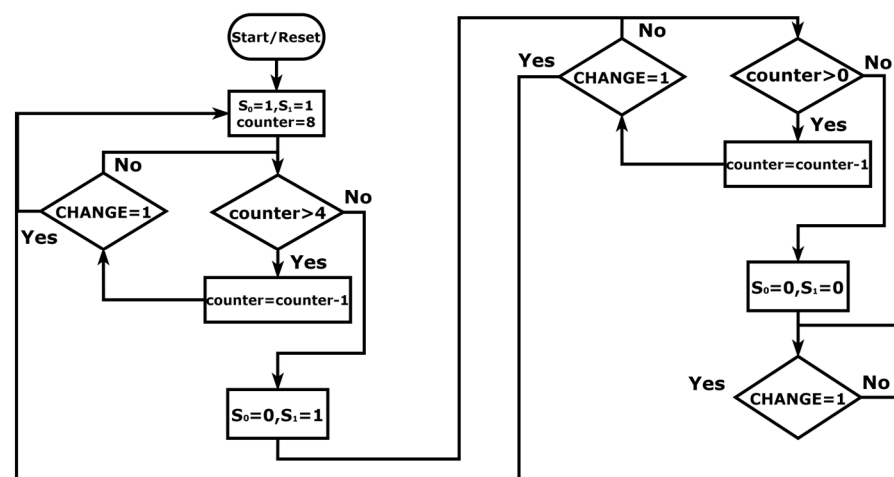 Start/Reset
S₀=1,S₁=1
counter=8
No
CHANGE=1
Yes
counter>4
No
Yes
counter=counter-1
S₀=0,S₁=1
No
Yes
CHANGE=1
counter>0
No
Yes
counter=counter-1
S₀=0,S₁=0
Yes
CHANGE=1
No